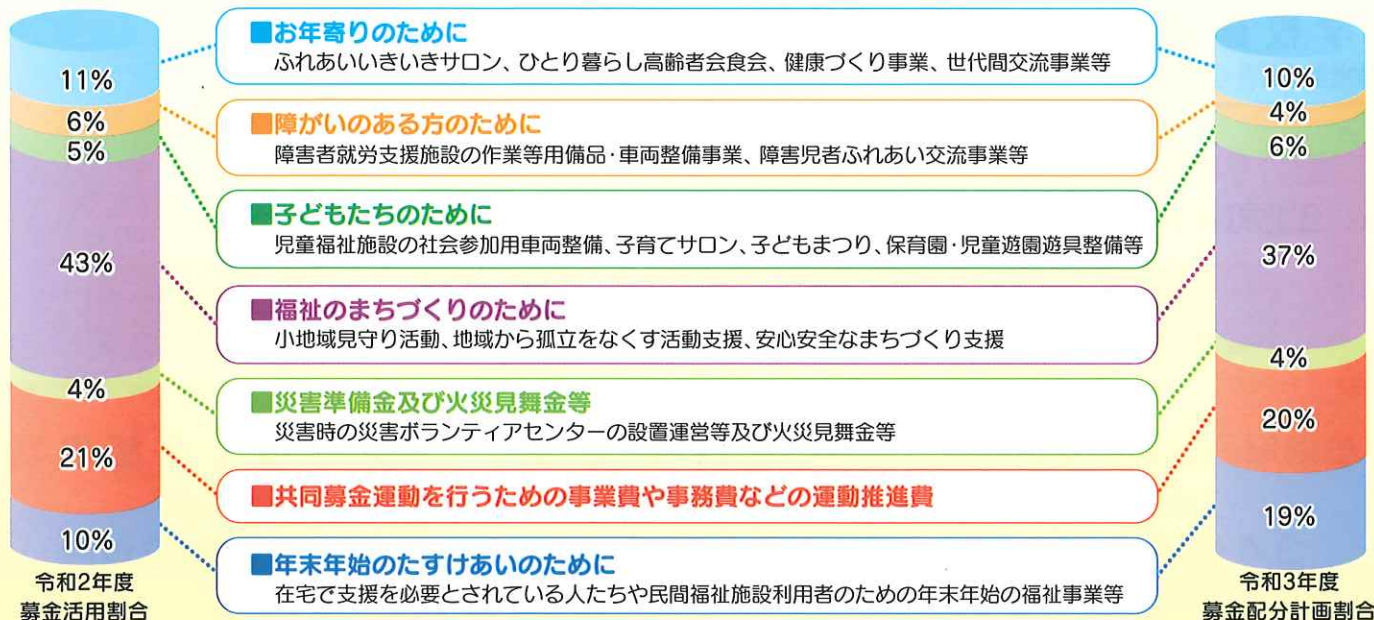 11%
6%
5%
43%
4%
21%
10%
令和2年度
募金活用割合
■お年寄りのために
ふれあいいきいきサロン、ひとり暮らし高齢者会食会、健康づくり事業、世代間交流事業等
■障がいのある方のために
障害者就労支援施設の作業等用備品・車両整備事業、障害児者ふれあい交流事業等
■子どもたちのために
児童福祉施設の社会参加用車両整備、子育てサロン、子どもまつり、保育園・児童遊園遊具整備等
■福祉のまちづくりのために
小地域見守り活動、地域から孤立をなくす活動支援、安心安全なまちづくり支援
■災害準備金及び火災見舞金等
災害時の災害ボランティアセンターの設置運営等及び火災見舞金等
■共同募金運動を行うための事業費や事務費などの運動推進費
■年末年始のたすけあいのために
在宅で支援を必要とされている人たちや民間福祉施設利用者のための年末年始の福祉事業等
10%
4%
6%
37%
4%
20%
19%
令和3年度
募金配分計画割合